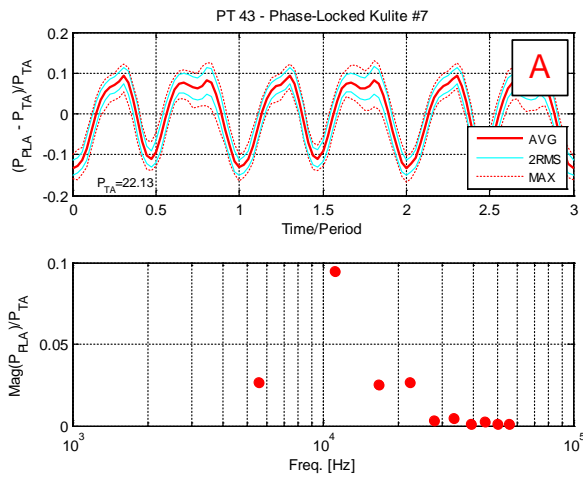 PT 43 - Phase-Locked Kulite #7
(P_PLA - P_TA)/P_TA
0.2
0.1
0
-0.1
-0.2
A
AVG
2RMS
MAX
P_TA=22.13
0 0.5 1 1.5 2 2.5 3
Time/Period
Mag(P_PLA)/P_TA
0.1
0.05
0
10^3 10^4 10^5
Freq. [Hz]